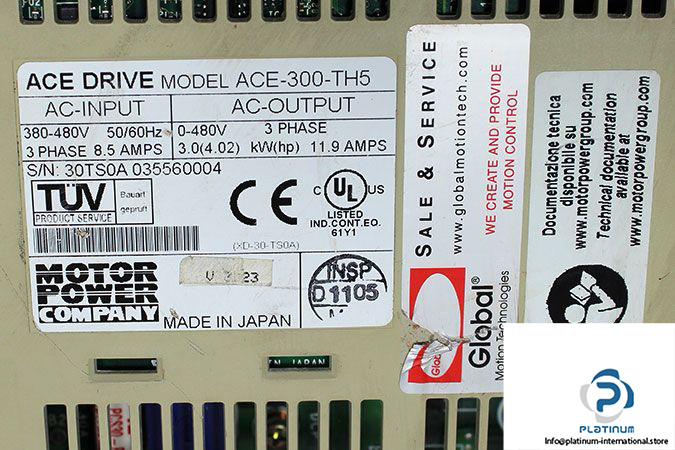 ACE DRIVE MODEL ACE-300-TH5
AC-INPUT AC-OUTPUT
380-480V 50/60Hz 0-480V 3 PHASE
3 PHASE 8.5 AMPS 3.0(4.02) kW(hp) 11.9 AMPS
S/N: 30TS0A 035560004
TÜV
PRODUCT SERVICE
Bauart
geprüft
CE
C UL US
LISTED
IND.CONT.EQ.
61Y1
(XD-30-TS0A)
MOTOR
POWER
COMPANY
INSP
D1105
MADE IN JAPAN
IN JAPAN
SALE & SERVICE
www.globalmotiontech.com
WE CREATE AND PROVIDE
MOTION CONTROL
Global®
Motion Technologies
Documentazione tecnica
disponibile su
www.motorpowergroup.com
Technical documentation
available at
www.motorpowergroup.com
PLATINUM
Info@platinum-international.store